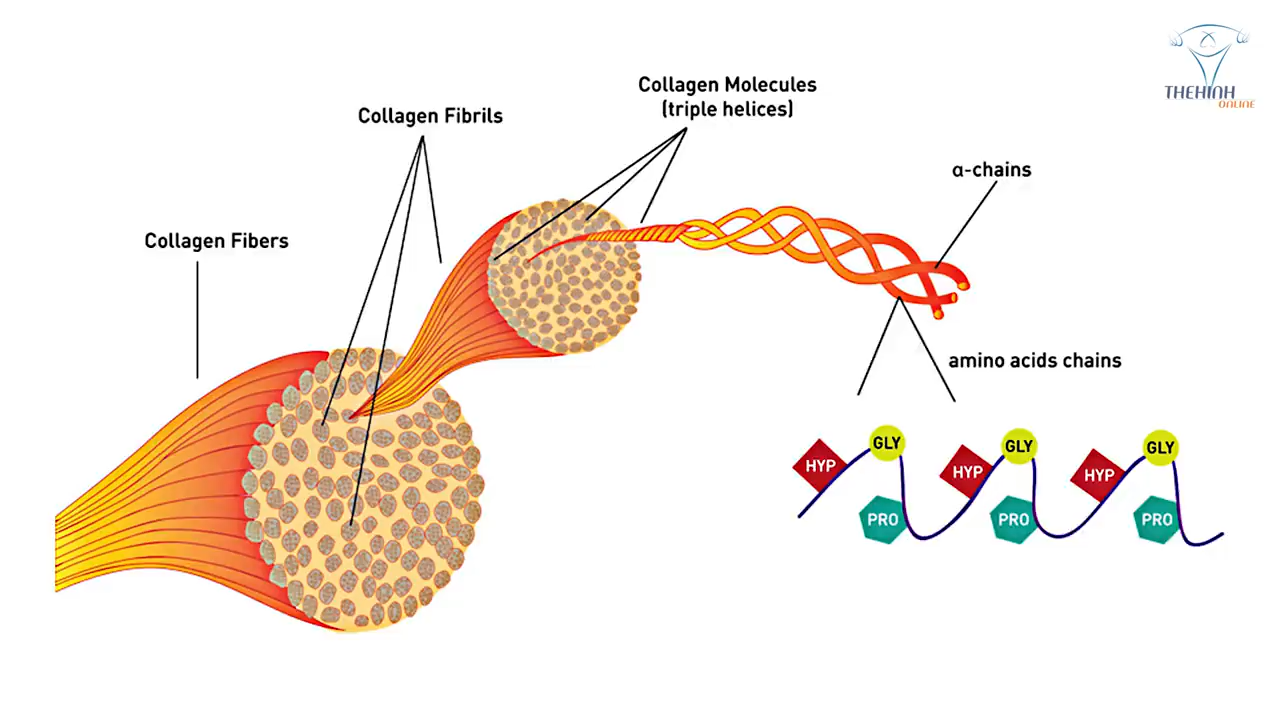 THEHINH
ONLINE
Collagen Molecules
(triple helices)
Collagen Fibrils
α-chains
Collagen Fibers
amino acids chains
HYP
GLY
PRO
HYP
GLY
PRO
HYP
GLY
PRO